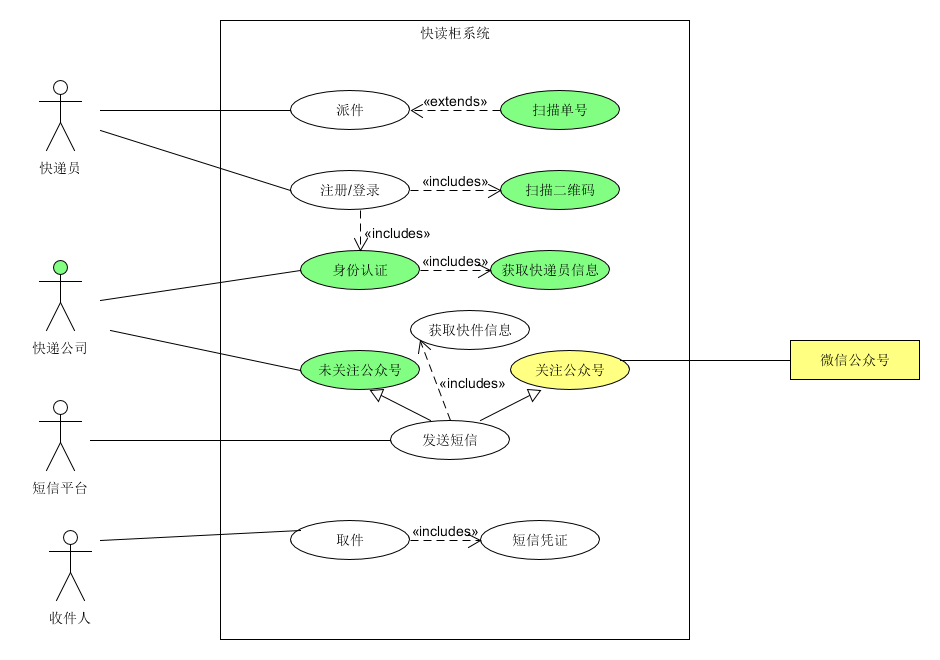 快读柜系统
派件
«extends»
扫描单号
快递员
注册/登录
«includes»
扫描二维码
«includes»
身份认证
«includes»
获取快递员信息
快递公司
获取快件信息
未关注公众号
«includes»
关注公众号
微信公众号
发送短信
短信平台
取件
«includes»
短信凭证
收件人